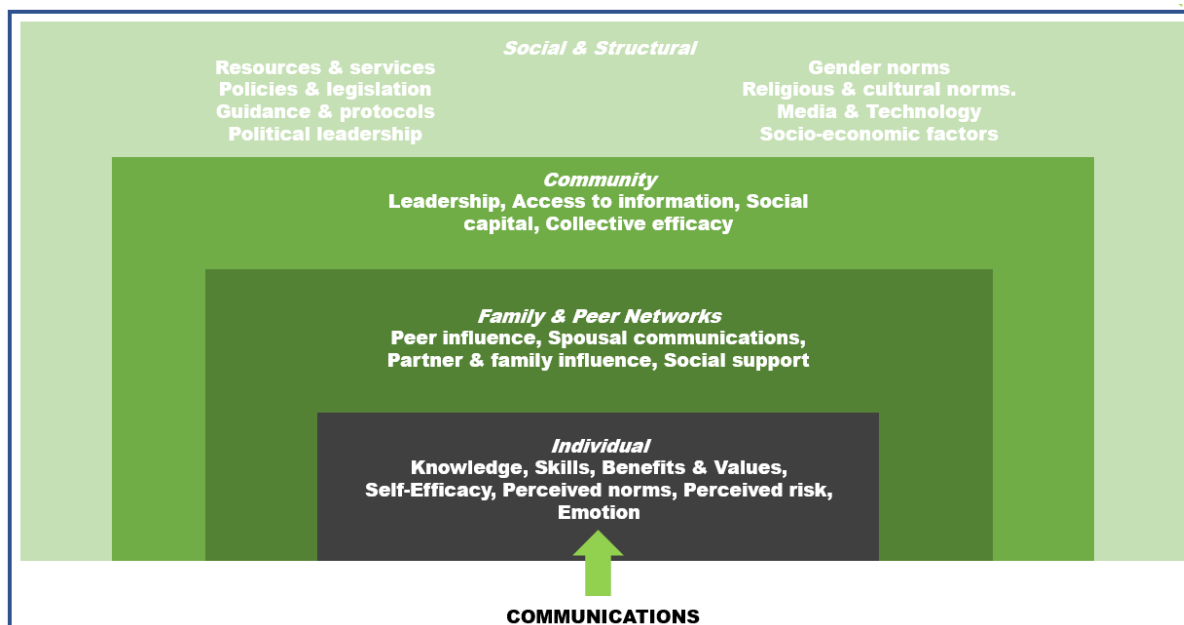 Social & Structural
Resources & services
Policies & legislation
Guidance & protocols
Political leadership
Gender norms
Religious & cultural norms.
Media & Technology
Socio-economic factors
Community
Leadership, Access to information, Social
capital, Collective efficacy
Family & Peer Networks
Peer influence, Spousal communications,
Partner & family influence, Social support
Individual
Knowledge, Skills, Benefits & Values,
Self-Efficacy, Perceived norms, Perceived risk,
Emotion
COMMUNICATIONS